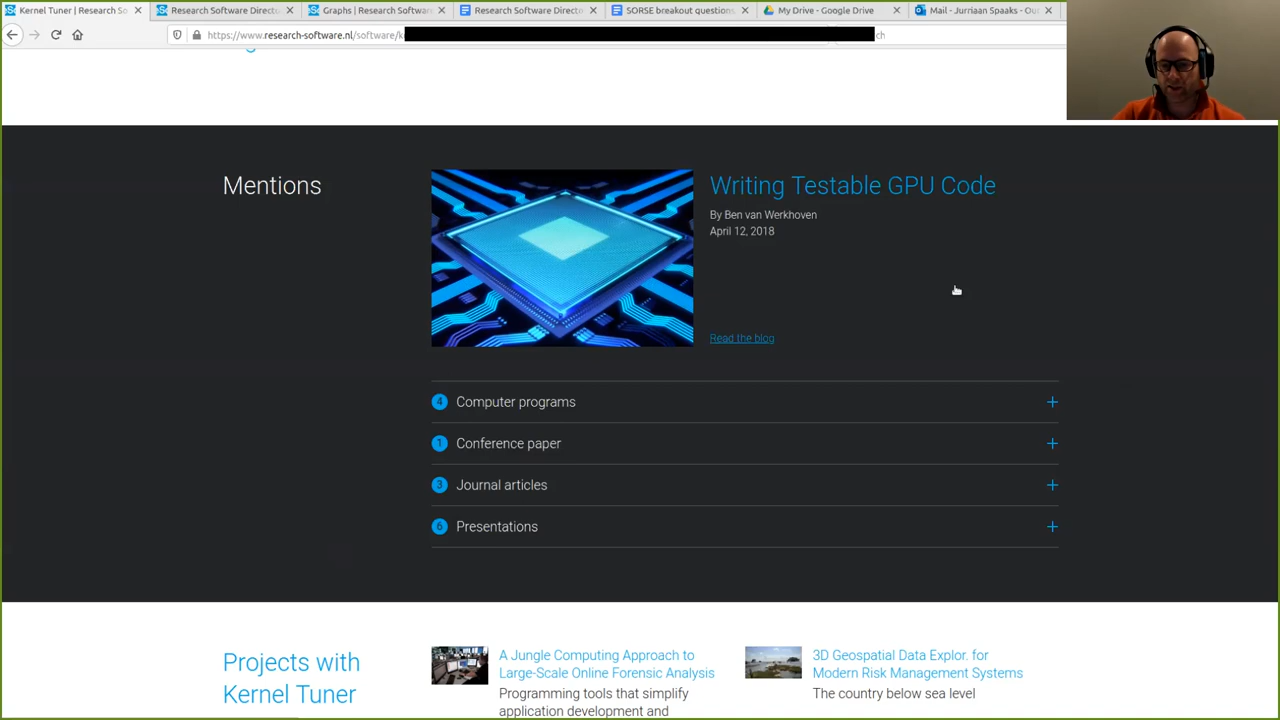 Kernel Tuner | Research So
Research Software Direct
Graphs | Research Softwar
Research Software Directo
SORSE breakout questions
My Drive - Google Drive
Mail - Jurriaan Spaaks - Ou
https://www.research-software.nl/software/k
ch
Mentions
Writing Testable GPU Code
By Ben van Werkhoven
April 12, 2018
Read the blog
4 Computer programs +
1 Conference paper +
3 Journal articles +
6 Presentations +
Projects with
Kernel Tuner
A Jungle Computing Approach to
Large-Scale Online Forensic Analysis
Programming tools that simplify
application development and
3D Geospatial Data Explor. for
Modern Risk Management Systems
The country below sea level